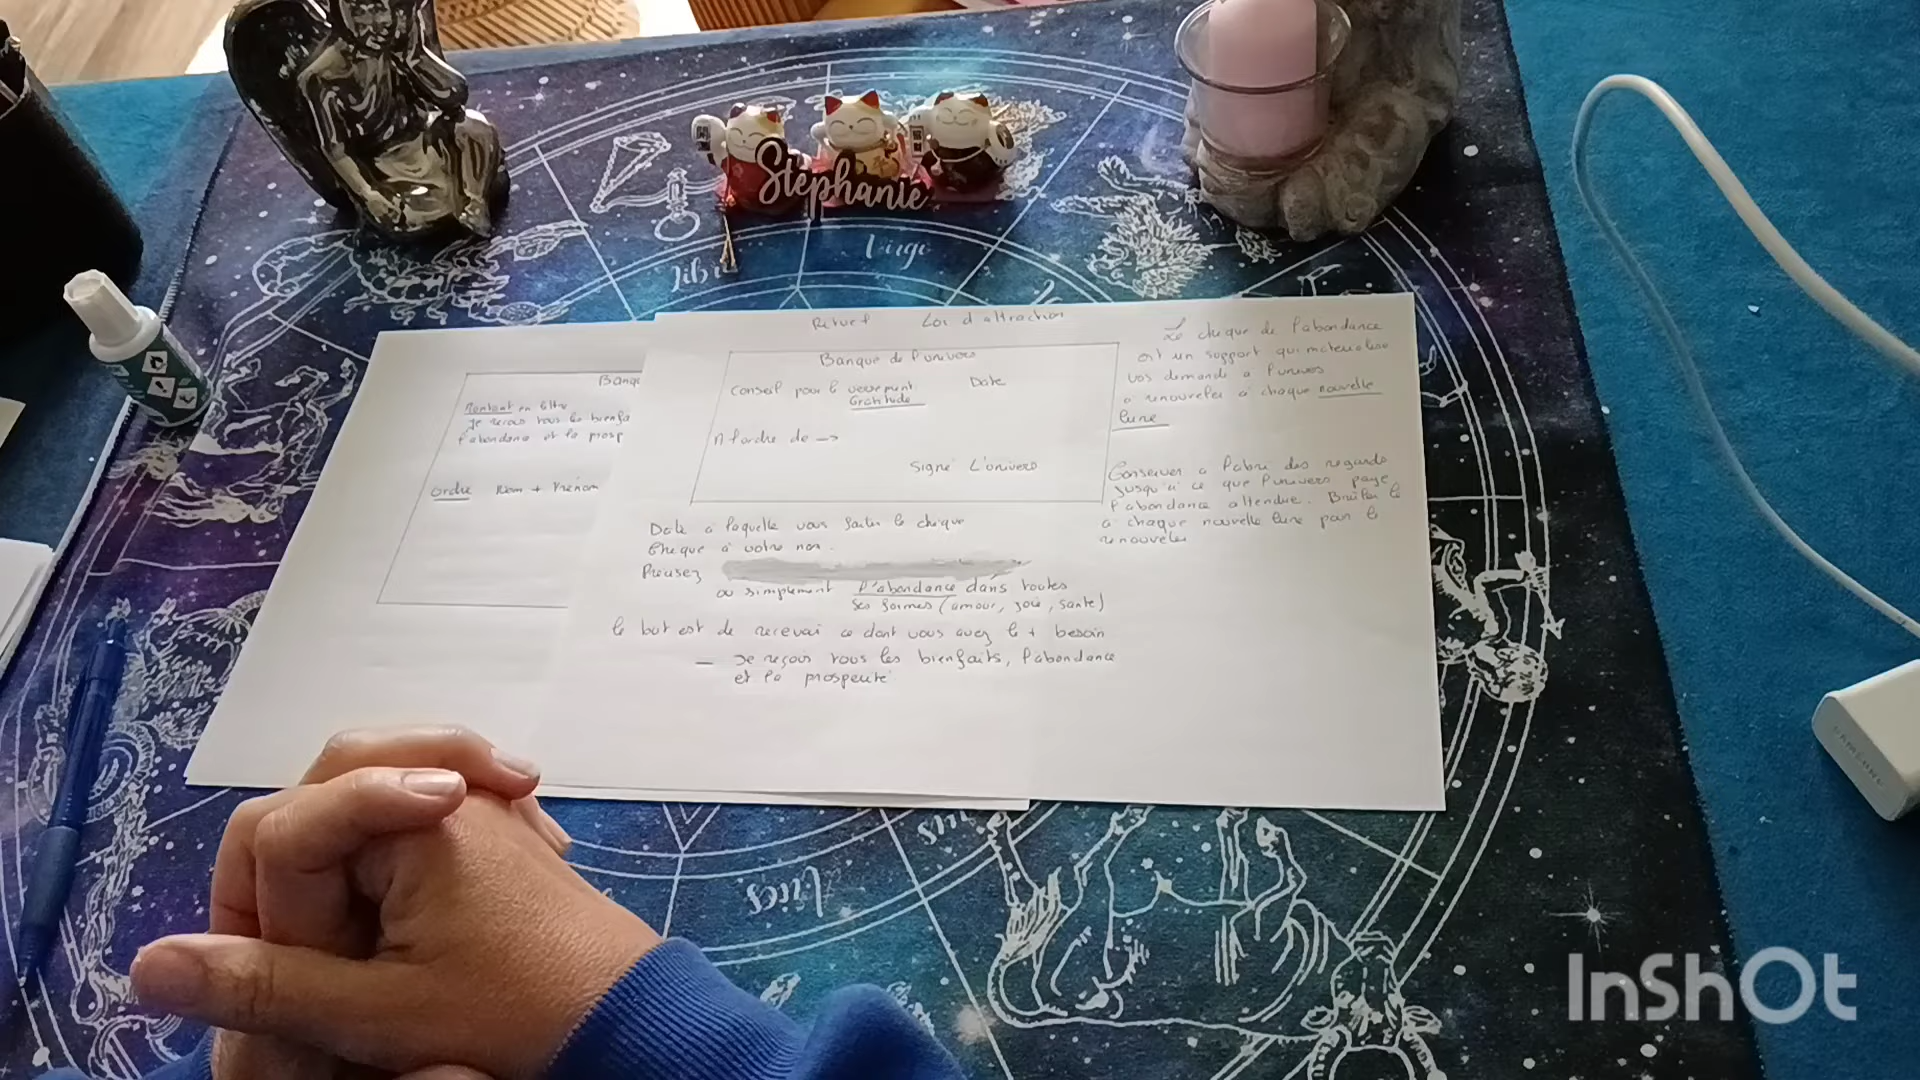 Stéphanie
Libra
Virgo
Rituel Loi d'attraction
Banque de l'univers
Conseil pour le
Date
Gratitude
A l'ordre de →
Signé L'univers
Date à laquelle vous faites le chèque
Chèque à votre nom.
Precisez
ou simplement l'abondance dans toutes
ses formes (amour, joie, santé)
le but est de recevoir ce dont vous avez le + besoin
— Je reçois tous les bienfaits, l'abondance
et la prospérité
Le chèque de l'abondance
est un support qui materialise
vos demande a l'univers
a renouveler à chaque nouvelle
lune
Conserver a l'abri des regards
jusqu'à ce que l'univers paye
l'abondance attendue. Brûler le
a chaque nouvelle lune pour le
renouveler
Banq
Montant en lettre
Je reçois tous les bienfa
l'abondance et la prosp
ordre Nom + Prénom
Aries
SAMSUNG
InShOt